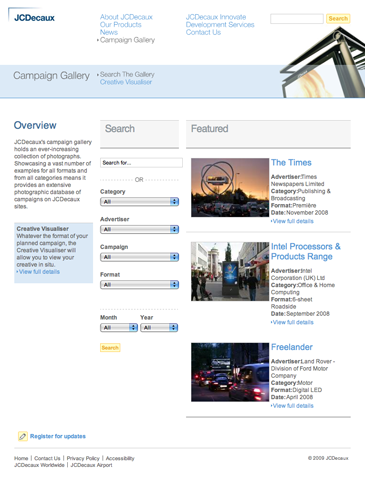 JCDecaux
About JCDecaux
Our Products
News
Campaign Gallery
JCDecaux Innovate
Development Services
Contact Us
Search
Campaign Gallery
Search The Gallery
Creative Visualiser
Overview
JCDecaux's campaign gallery
holds an ever-increasing
collection of photographs.
Showcasing a vast number of
examples for all formats and
from all categories means it
provides an extensive
photographic database of
campaigns on JCDecaux
sites.
Creative Visualiser
Whatever the format of your
planned campaign, the
Creative Visualiser will
allow you to view your
creative in situ.
View full details
Search
Search for...
OR
Category
All
Advertiser
All
Campaign
All
Format
All
Month Year
All All
Search
Featured
The Times
Advertiser:Times
Newspapers Limited
Category:Publishing &
Broadcasting
Format:Première
Date: November 2008
View full details
Intel Processors &
Products Range
Advertiser:Intel
Corporation (UK) Ltd
Category:Office & Home
Computing
Format:6-sheet
Roadside
Date:September 2008
View full details
Freelander
Advertiser:Land Rover -
Division of Ford Motor
Company
Category:Motor
Format:Digital LED
Date:April 2008
View full details
Register for updates
Home | Contact Us | Privacy Policy | Accessibility
JCDecaux Worldwide | JCDecaux Airport
© 2009 JCDecaux